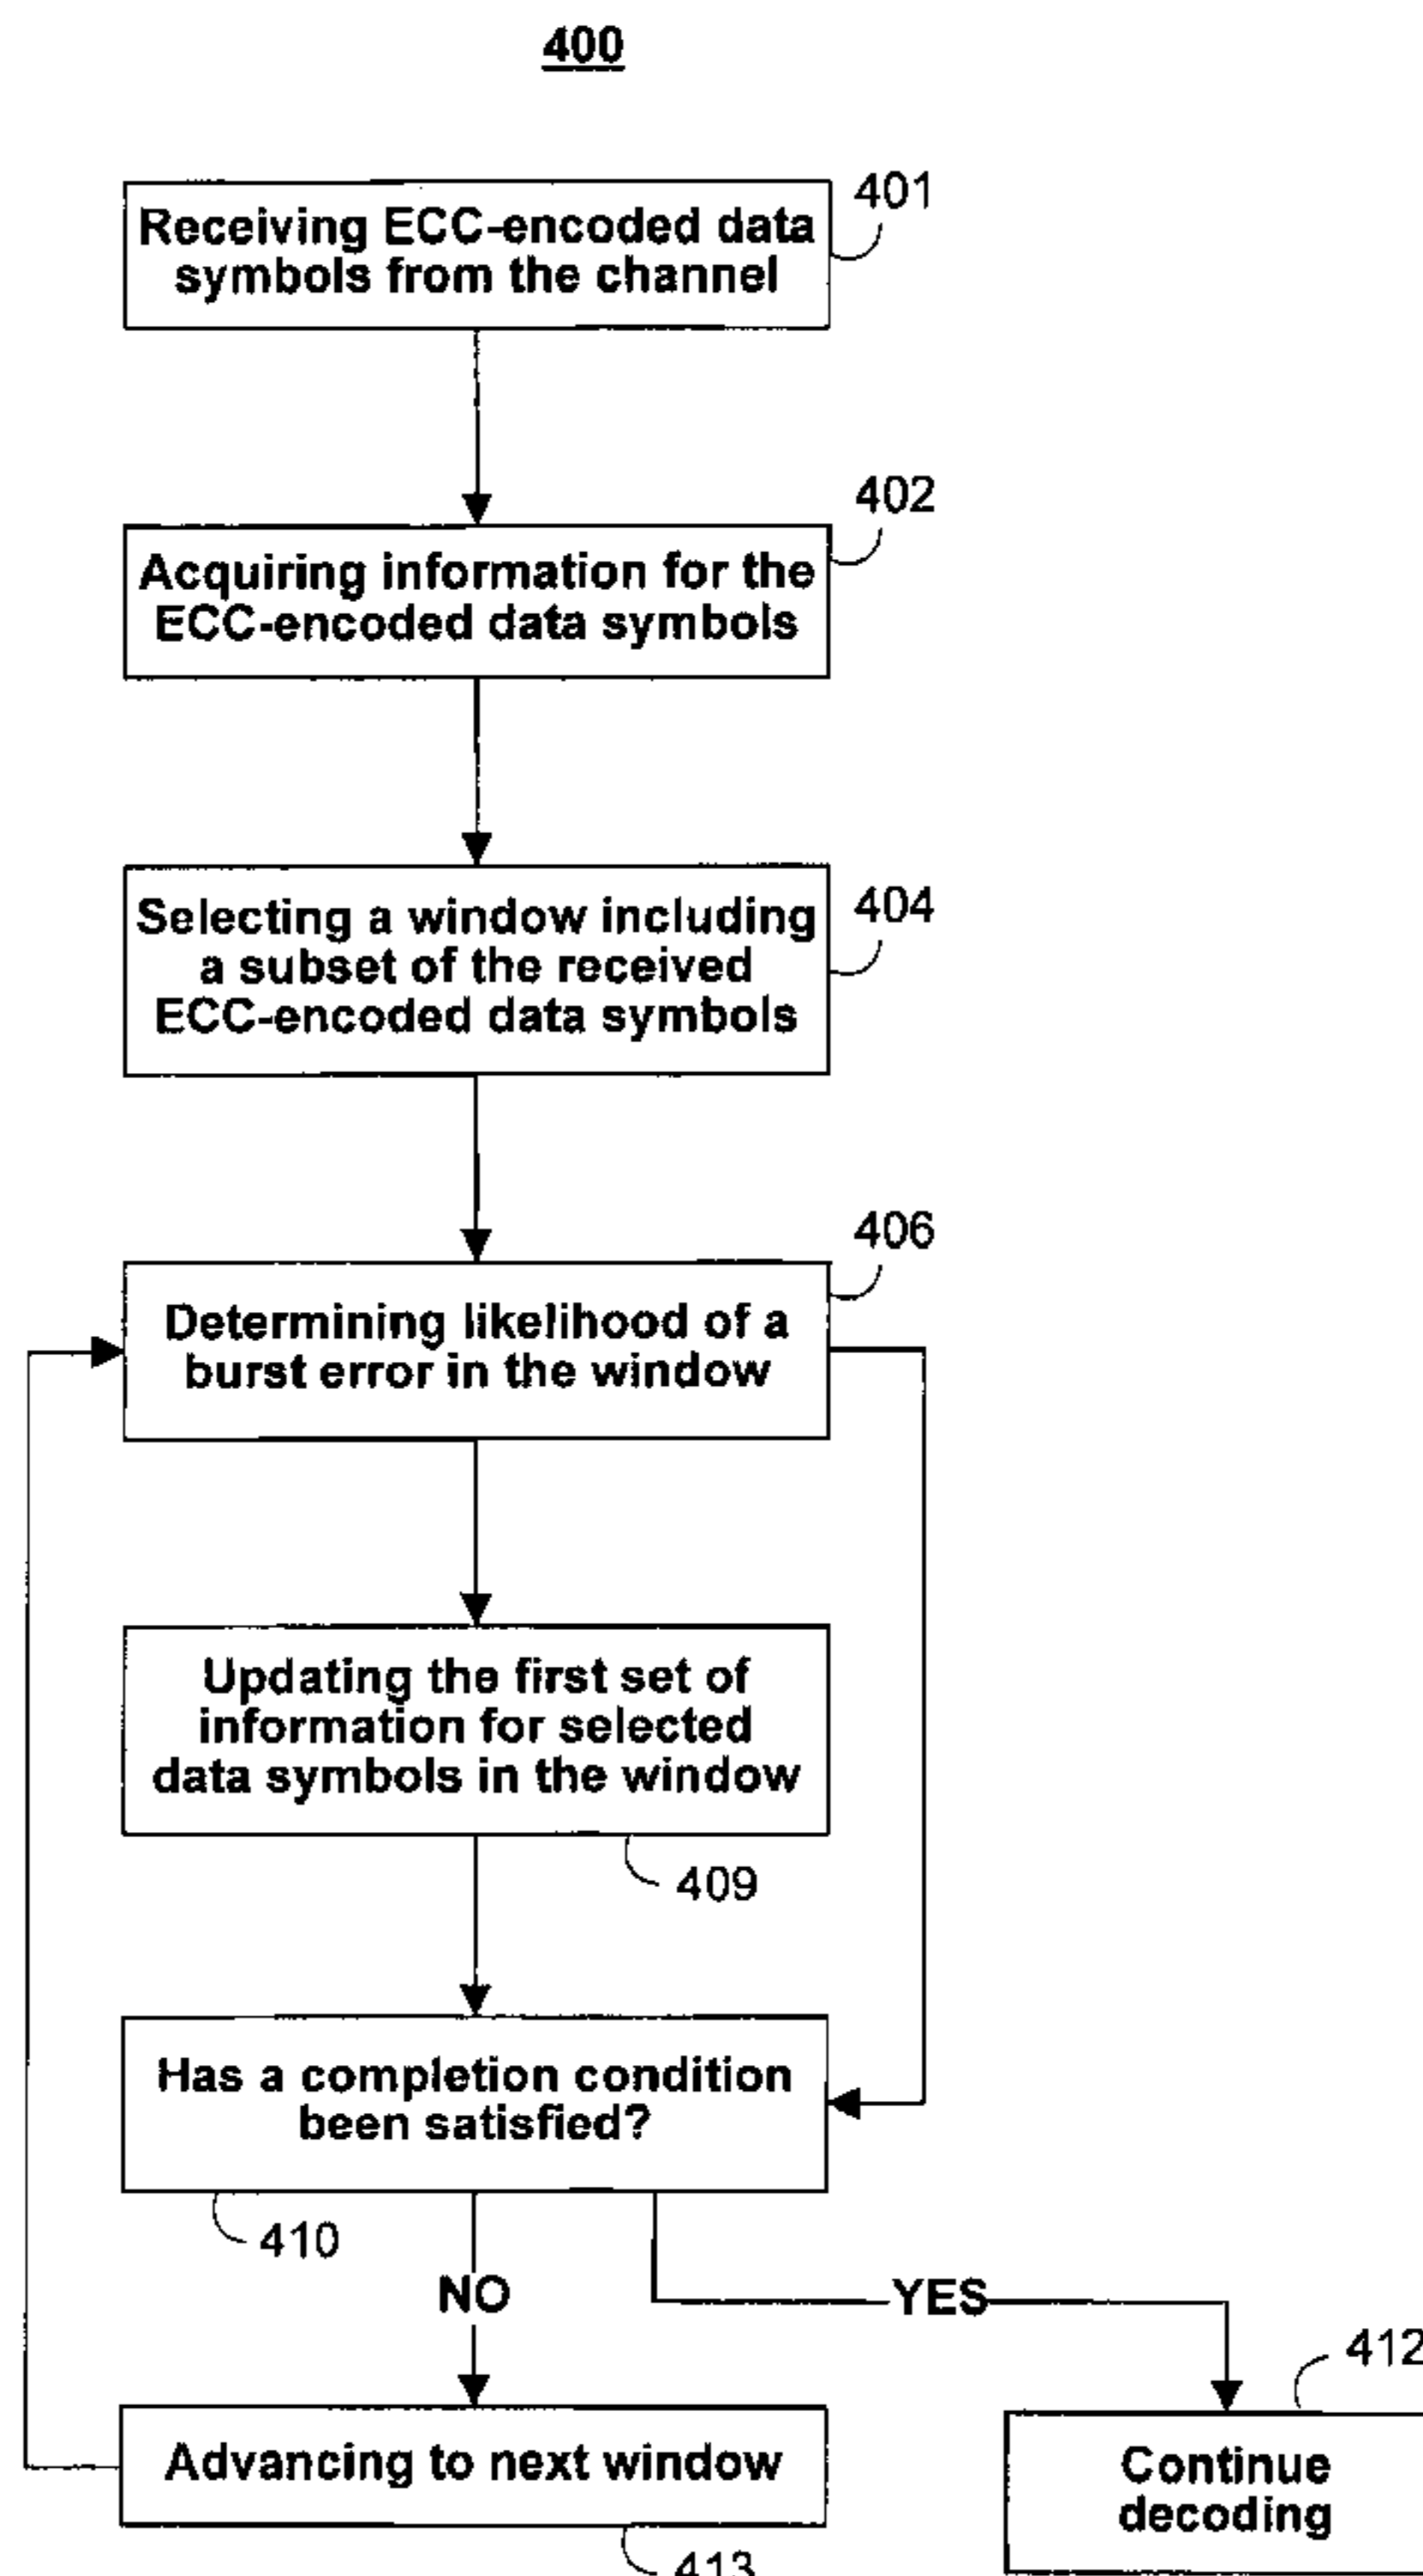 400
401
Receiving ECC-encoded data
symbols from the channel
402
Acquiring information for the
ECC-encoded data symbols
404
Selecting a window including
a subset of the received
ECC-encoded data symbols
406
Determining likelihood of a
burst error in the window
Updating the first set of
information for selected
data symbols in the window
409
Has a completion condition
been satisfied?
410
NO
YES
412
Advancing to next window
Continue
decoding
413